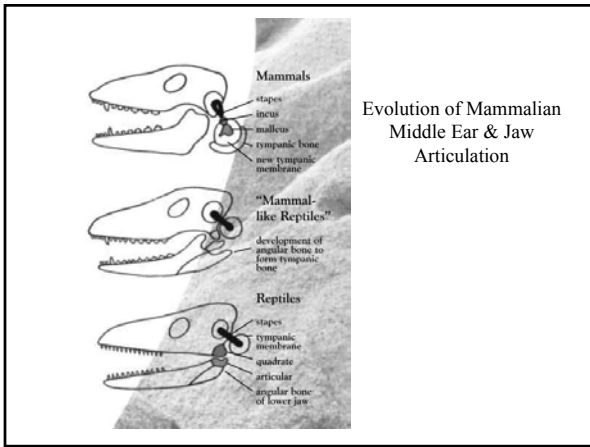 Mammals
stapes
incus
malleus
tympanic bone
new tympanic
membrane
Evolution of Mammalian
Middle Ear & Jaw
Articulation
“Mammal-
like Reptiles”
development of
angular bone to
form tympanic
bone
Reptiles
stapes
tympanic
membrane
quadrate
articular
angular bone
of lower jaw